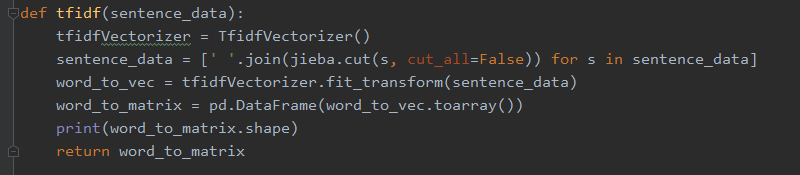 def tfidf(sentence_data):
    tfidfVectorizer = TfidfVectorizer()
    sentence_data = [' '.join(jieba.cut(s, cut_all=False)) for s in sentence_data]
    word_to_vec = tfidfVectorizer.fit_transform(sentence_data)
    word_to_matrix = pd.DataFrame(word_to_vec.toarray())
    print(word_to_matrix.shape)
    return word_to_matrix